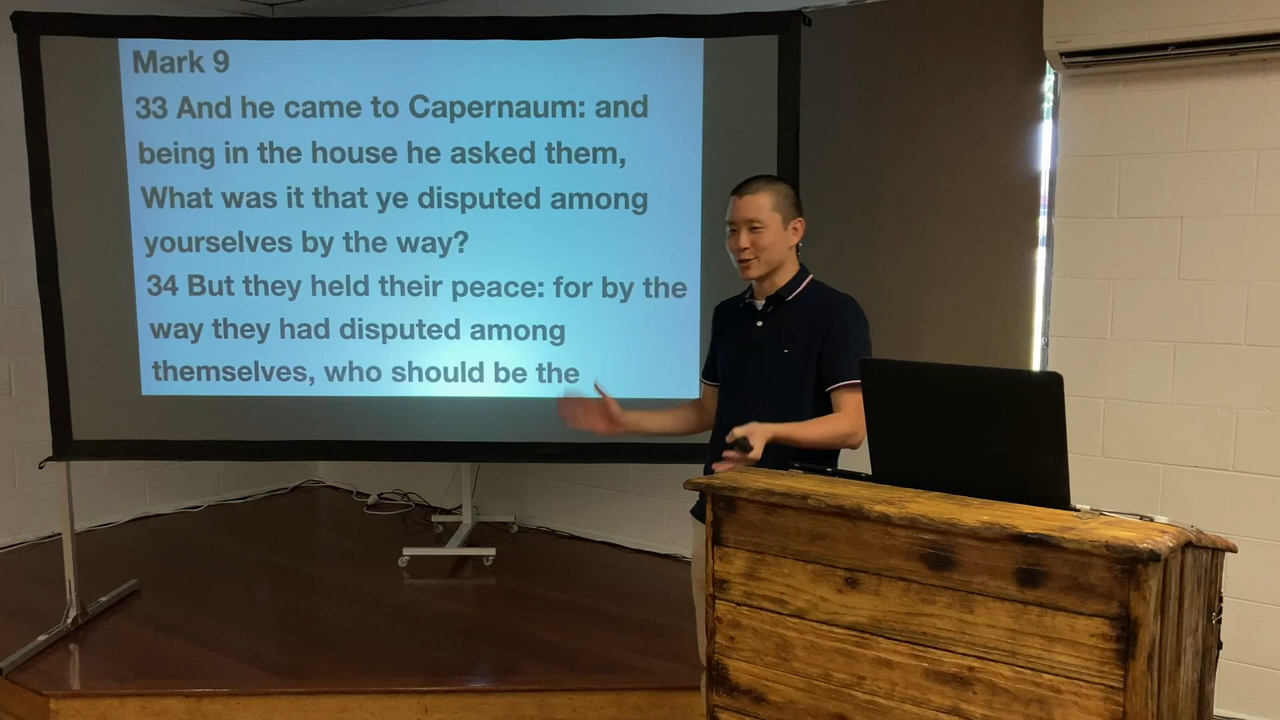 Mark 9
33 And he came to Capernaum: and
being in the house he asked them,
What was it that ye disputed among
yourselves by the way?
34 But they held their peace: for by the
way they had disputed among
themselves, who should be the